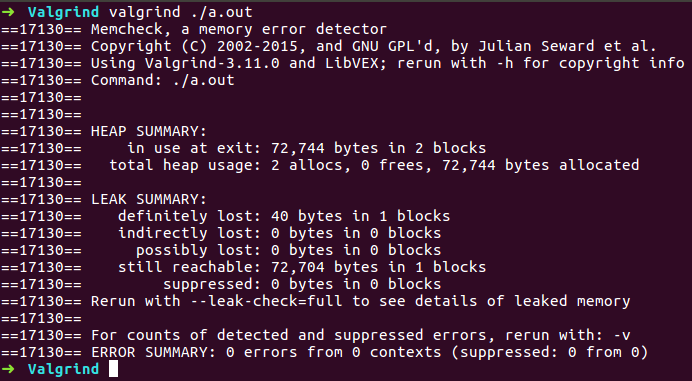 ➜ Valgrind valgrind ./a.out
==17130== Memcheck, a memory error detector
==17130== Copyright (C) 2002-2015, and GNU GPL'd, by Julian Seward et al.
==17130== Using Valgrind-3.11.0 and LibVEX; rerun with -h for copyright info
==17130== Command: ./a.out
==17130==
==17130==
==17130== HEAP SUMMARY:
==17130==     in use at exit: 72,744 bytes in 2 blocks
==17130==   total heap usage: 2 allocs, 0 frees, 72,744 bytes allocated
==17130==
==17130== LEAK SUMMARY:
==17130==    definitely lost: 40 bytes in 1 blocks
==17130==    indirectly lost: 0 bytes in 0 blocks
==17130==      possibly lost: 0 bytes in 0 blocks
==17130==    still reachable: 72,704 bytes in 1 blocks
==17130==         suppressed: 0 bytes in 0 blocks
==17130== Rerun with --leak-check=full to see details of leaked memory
==17130==
==17130== For counts of detected and suppressed errors, rerun with: -v
==17130== ERROR SUMMARY: 0 errors from 0 contexts (suppressed: 0 from 0)
➜ Valgrind